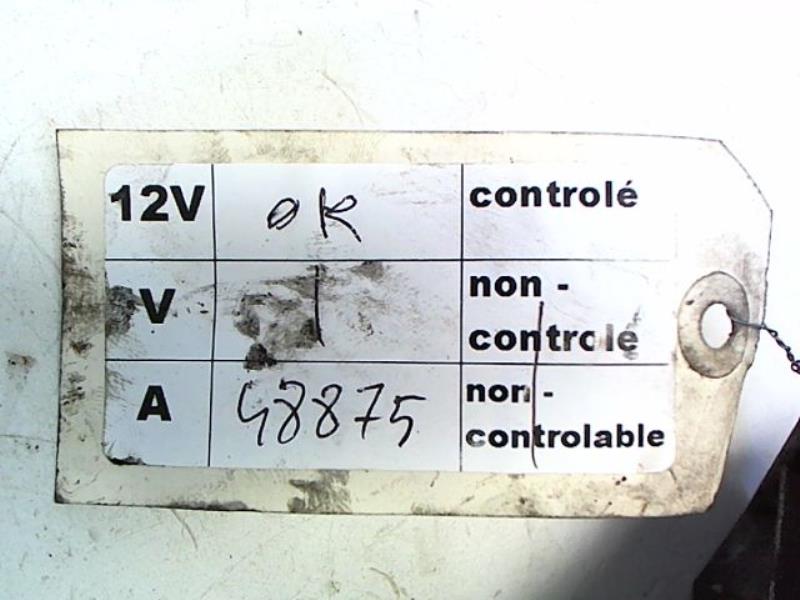 12V OK controlé
V | non -
controlé
A 48875 non -
controlable